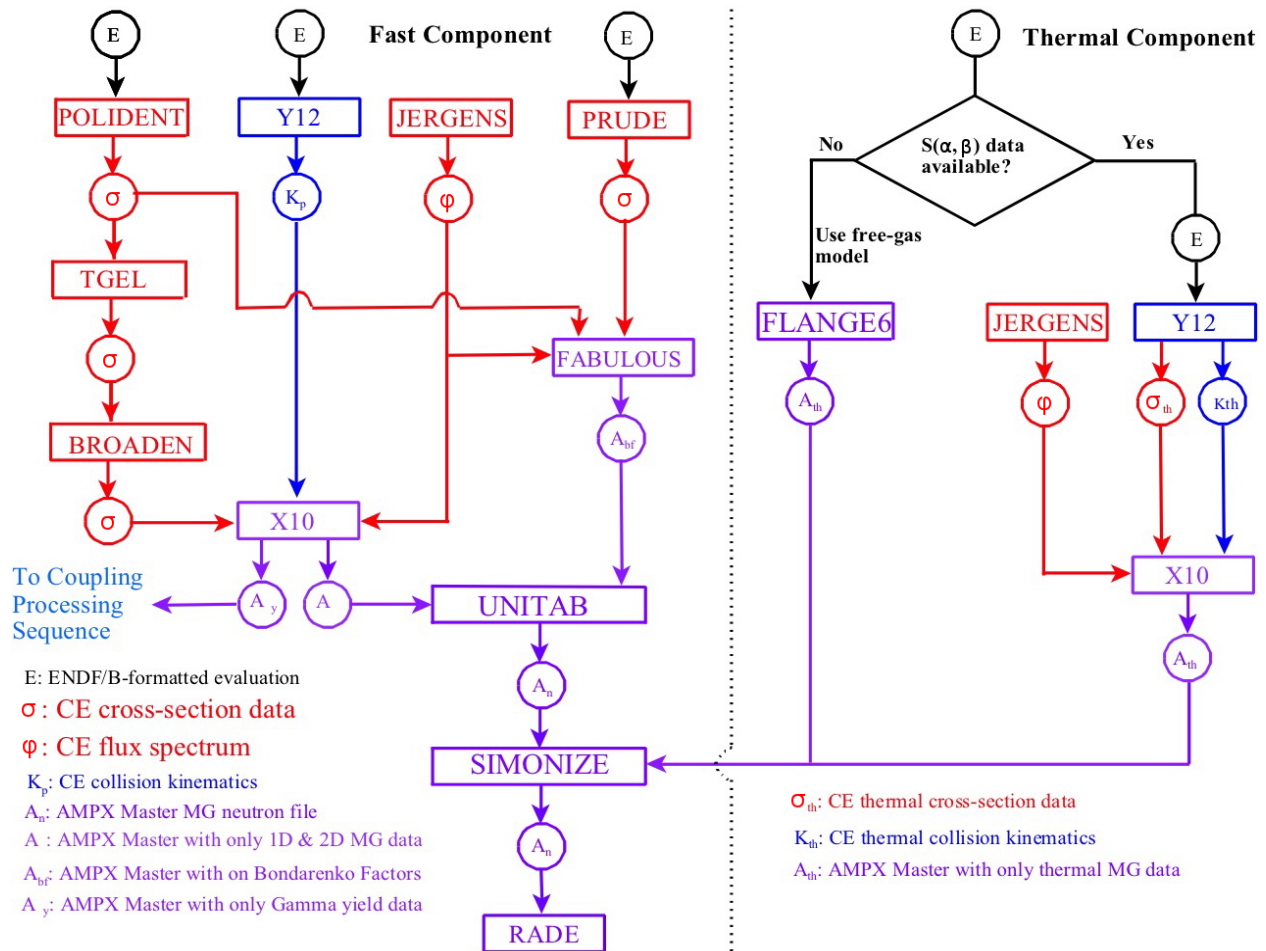 E
E
Fast Component
E
E
Thermal Component
POLIDENT
Y12
JERGENS
PRUDE
No
S(α, β) data
available?
Yes
σ
Kp
φ
σ
Use free-gas
model
E
TGEL
FLANGE6
JERGENS
Y12
σ
FABULOUS
Ath
φ
σth
Kth
BROADEN
Abf
σ
X10
X10
To Coupling
Processing
Sequence
A y
A
UNITAB
Ath
An
E: ENDF/B-formatted evaluation
σ: CE cross-section data
φ: CE flux spectrum
SIMONIZE
Kp: CE collision kinematics
An: AMPX Master MG neutron file
A : AMPX Master with only 1D & 2D MG data
Abf: AMPX Master with on Bondarenko Factors
A y: AMPX Master with only Gamma yield data
An
RADE
σth: CE thermal cross-section data
Kth: CE thermal collision kinematics
Ath: AMPX Master with only thermal MG data